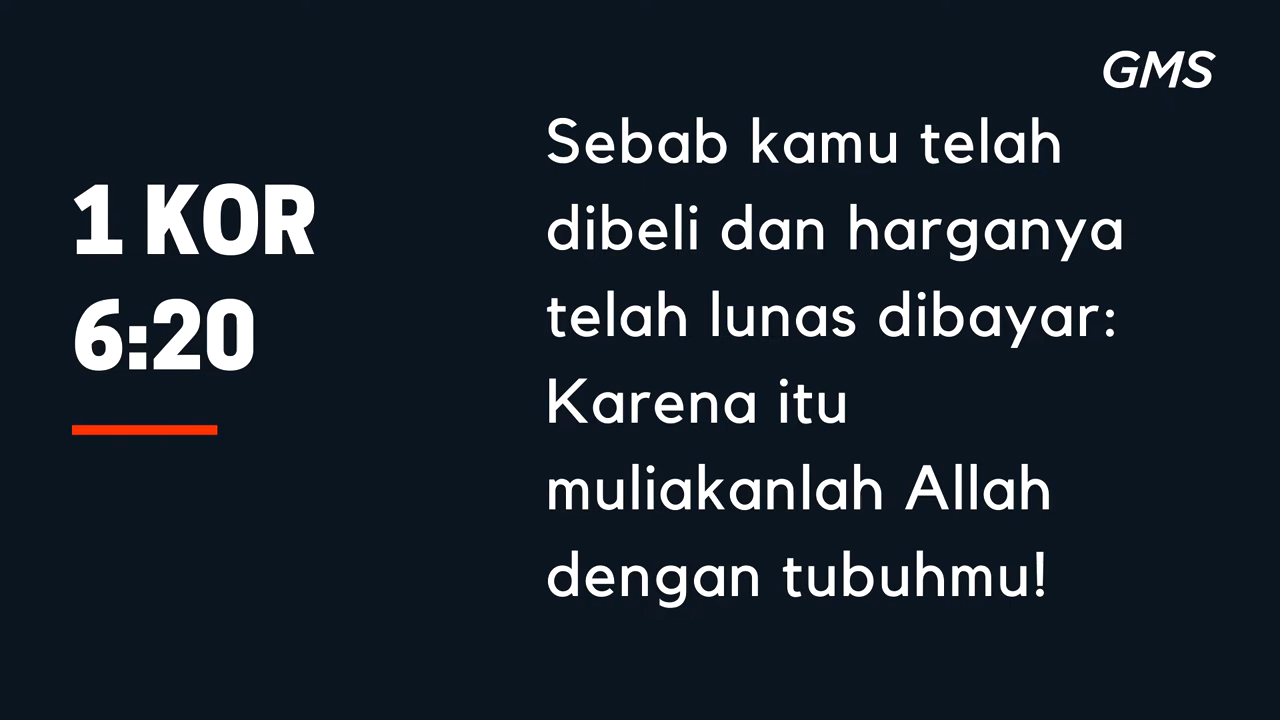 GMS
1 KOR
6:20
Sebab kamu telah
dibeli dan harganya
telah lunas dibayar:
Karena itu
muliakanlah Allah
dengan tubuhmu!